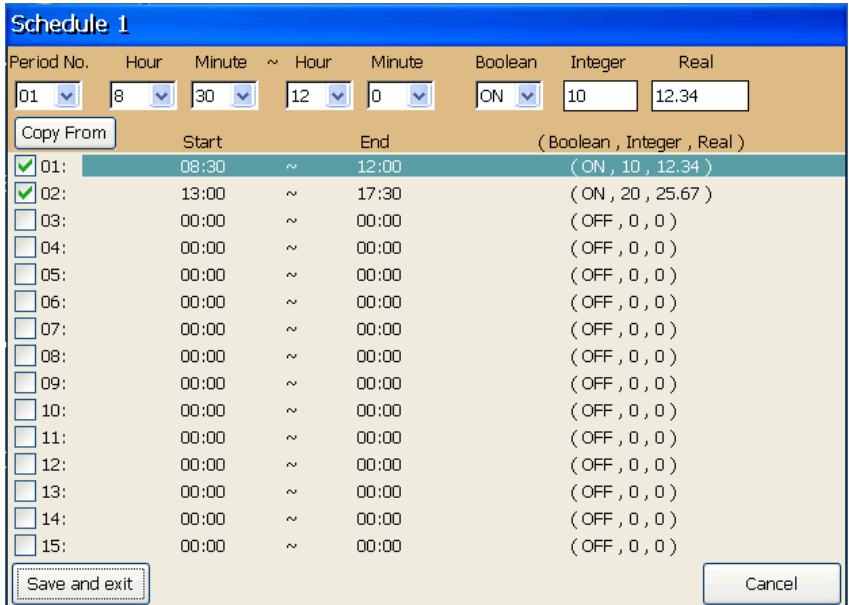 Schedule 1
Period No. Hour Minute ~ Hour Minute Boolean Integer Real
01 8 30 12 0 ON 10 12.34
Copy From Start End ( Boolean , Integer , Real )
01: 08:30 ~ 12:00 ( ON , 10 , 12.34 )
02: 13:00 ~ 17:30 ( ON , 20 , 25.67 )
03: 00:00 ~ 00:00 ( OFF , 0 , 0 )
04: 00:00 ~ 00:00 ( OFF , 0 , 0 )
05: 00:00 ~ 00:00 ( OFF , 0 , 0 )
06: 00:00 ~ 00:00 ( OFF , 0 , 0 )
07: 00:00 ~ 00:00 ( OFF , 0 , 0 )
08: 00:00 ~ 00:00 ( OFF , 0 , 0 )
09: 00:00 ~ 00:00 ( OFF , 0 , 0 )
10: 00:00 ~ 00:00 ( OFF , 0 , 0 )
11: 00:00 ~ 00:00 ( OFF , 0 , 0 )
12: 00:00 ~ 00:00 ( OFF , 0 , 0 )
13: 00:00 ~ 00:00 ( OFF , 0 , 0 )
14: 00:00 ~ 00:00 ( OFF , 0 , 0 )
15: 00:00 ~ 00:00 ( OFF , 0 , 0 )
Save and exit Cancel